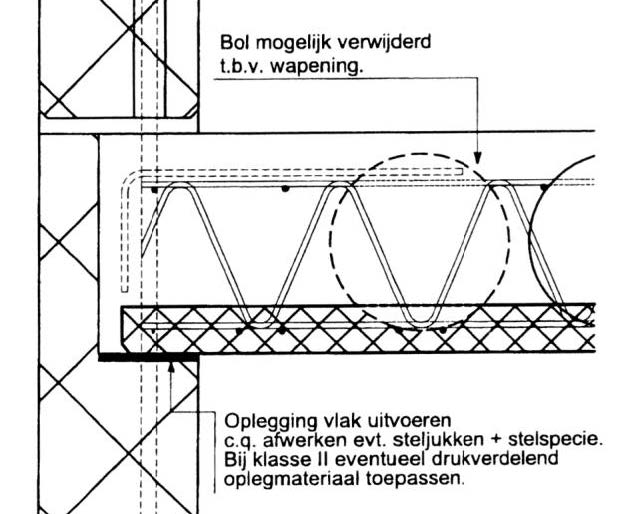 Bol mogelijk verwijderd
t.b.v. wapening.
Oplegging vlak uitvoeren
c.q. afwerken evt. steljukken + stelspecie.
Bij klasse II eventueel drukverdelend
oplegmateriaal toepassen.